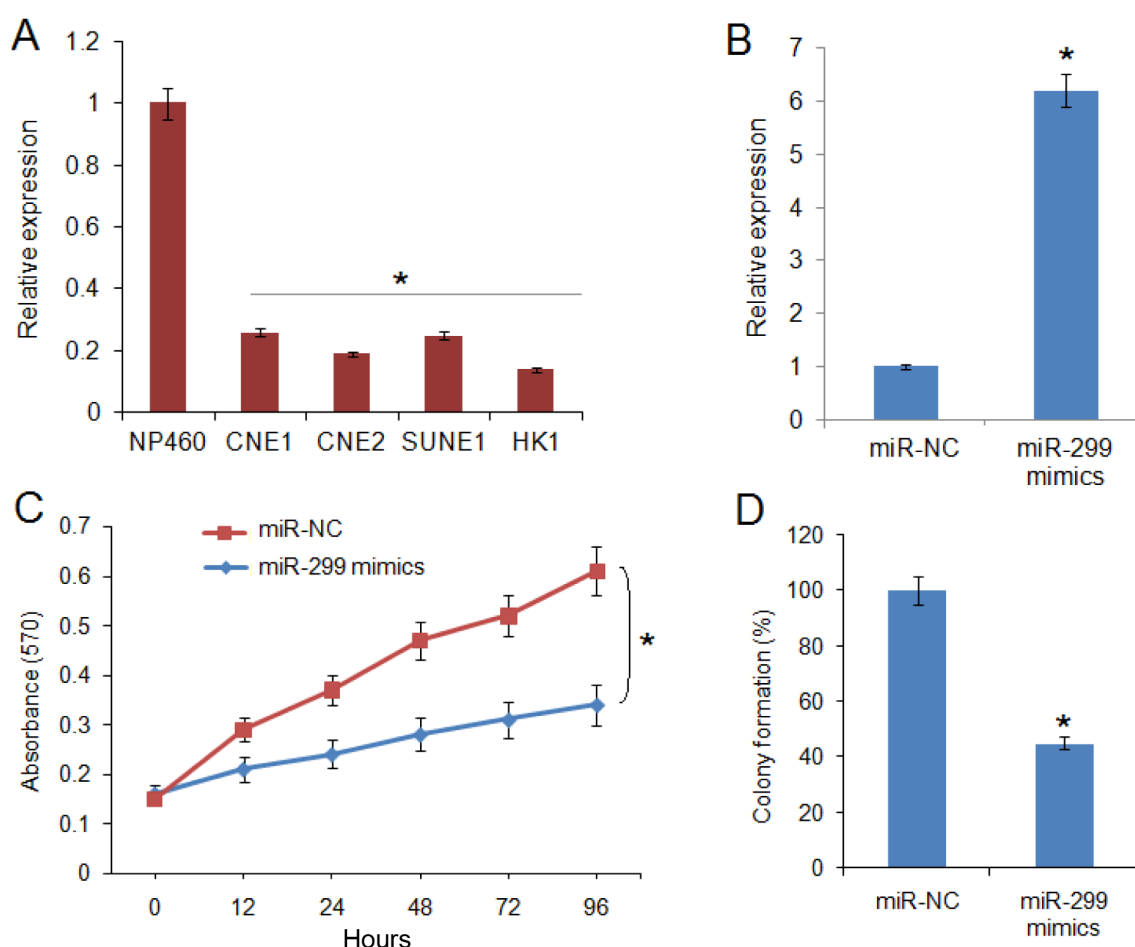 A
Relative expression
1.2
1
0.8
0.6
0.4
0.2
0
*
NP460 CNE1 CNE2 SUNE1 HK1
B
Relative expression
7
6
5
4
3
2
1
0
*
miR-NC miR-299
mimics
C
Absorbance (570)
0.7
0.6
0.5
0.4
0.3
0.2
0.1
0
miR-NC
miR-299 mimics
*
0 12 24 48 72 96
Hours
D
Colony formation (%)
120
100
80
60
40
20
0
*
miR-NC miR-299
mimics